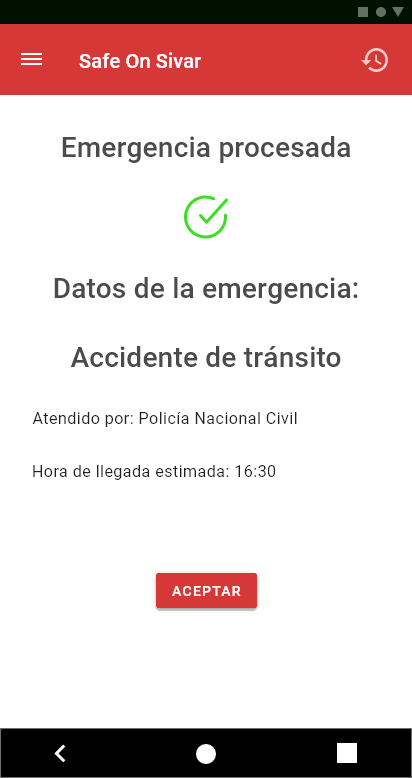 Safe On Sivar
Emergencia procesada
Datos de la emergencia:
Accidente de tránsito
Atendido por: Policía Nacional Civil
Hora de llegada estimada: 16:30
ACEPTAR